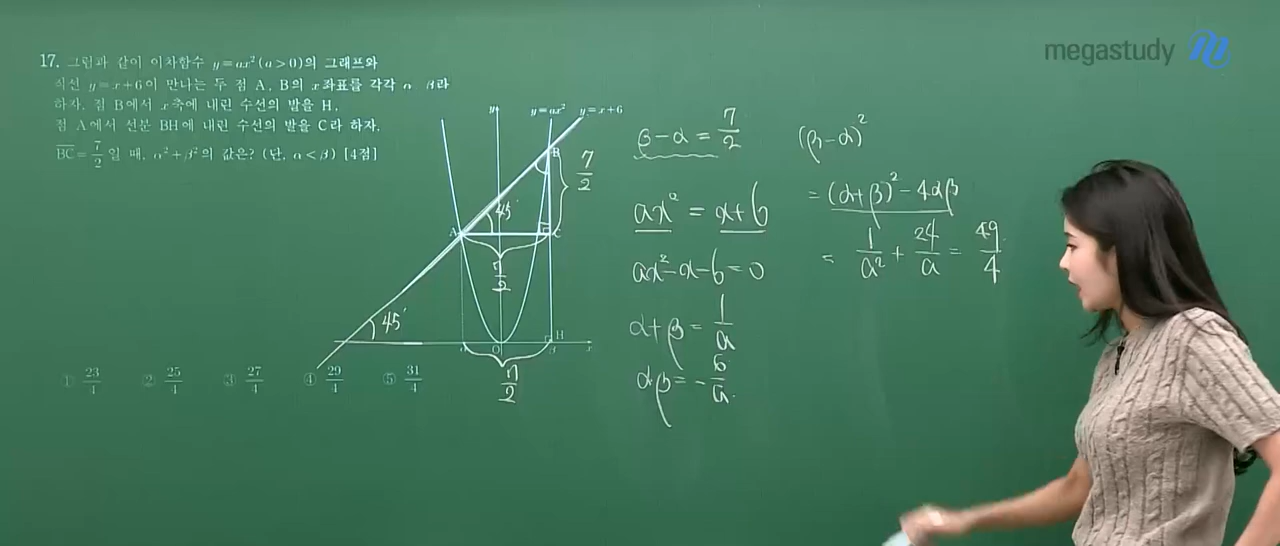 megastudy
17. 그림과 같이 이차함수 y=ax²(a>0)의 그래프와
직선 y=x+6이 만나는 두 점 A, B의 x좌표를 각각 α, β라
하자. 점 B에서 x축에 내린 수선의 발을 H,
점 A에서 선분 BH에 내린 수선의 발을 C라 하자.
BC=7/2일 때, α²+β²의 값은? (단, α<β) [4점]
① 23/4 ② 25/4 ③ 27/4 ④ 29/4 ⑤ 31/4
y y=ax² y=x+6
B
7/2
45°
A C
7/2
45°
H
α O β x
7/2
β-α=7/2
ax²=x+6
ax²-x-6=0
α+β=1/a
αβ=-6/a
(β-α)²
=(α+β)²-4αβ
=1/a²+24/a=49/4